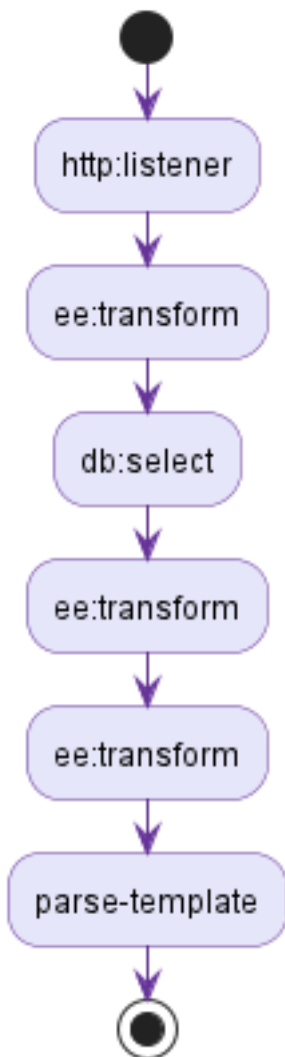 http:listener
ee:transform
db:select
ee:transform
ee:transform
parse-template